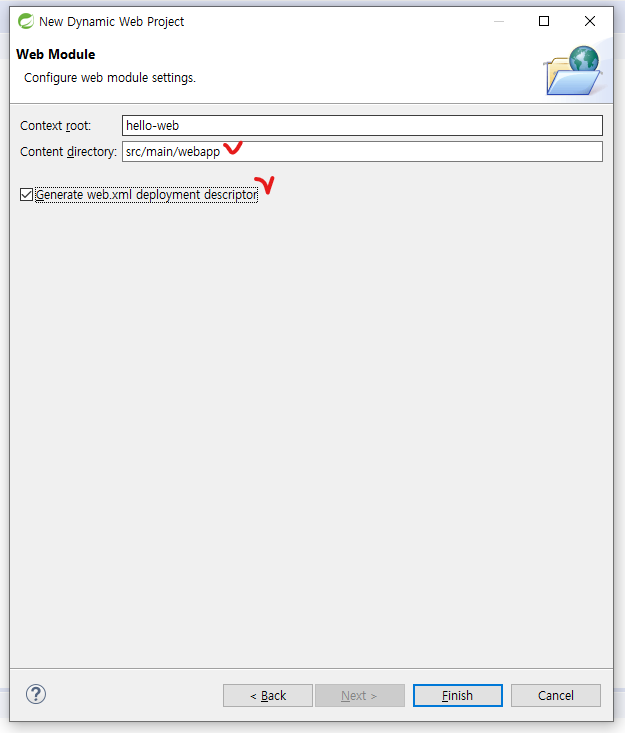 New Dynamic Web Project
Web Module
Configure web module settings.
Context root: hello-web
Content directory: src/main/webapp
Generate web.xml deployment descriptor
?
< Back Next > Finish Cancel